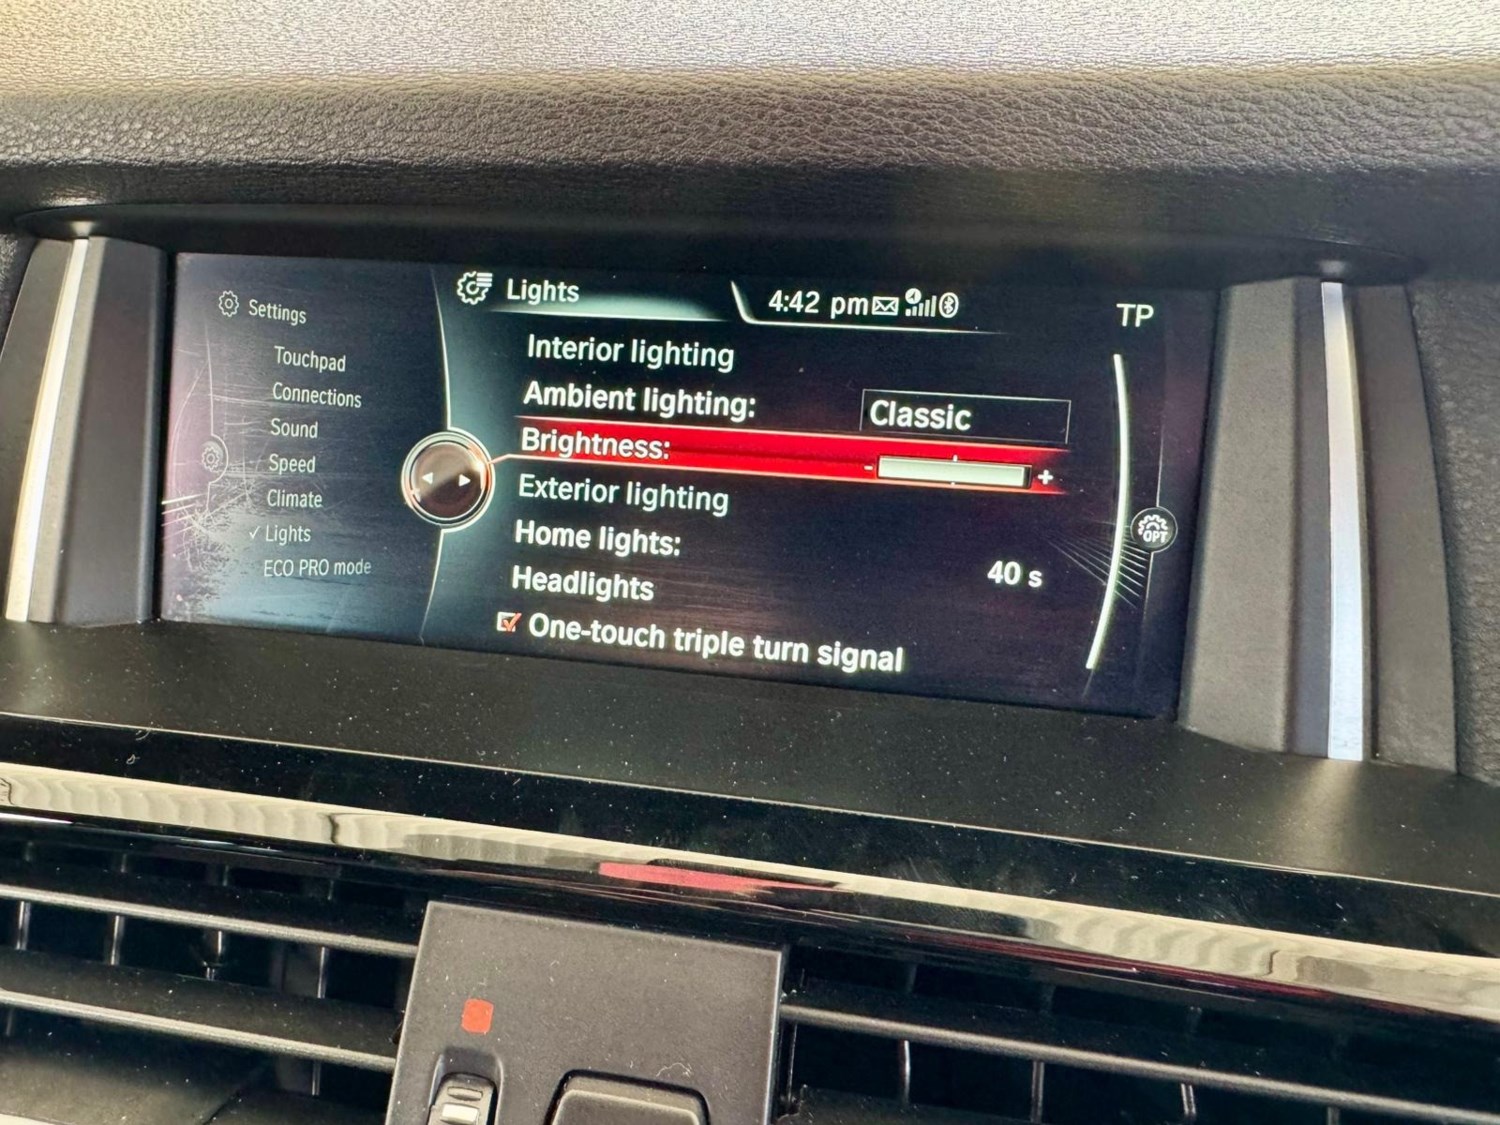 Settings
Touchpad
Connections
Sound
Speed
Climate
✓ Lights
ECO PRO mode
Lights
4:42 pm
TP
Interior lighting
Ambient lighting: Classic
Brightness: - +
Exterior lighting
Home lights: 40 s
Headlights
One-touch triple turn signal
OPT